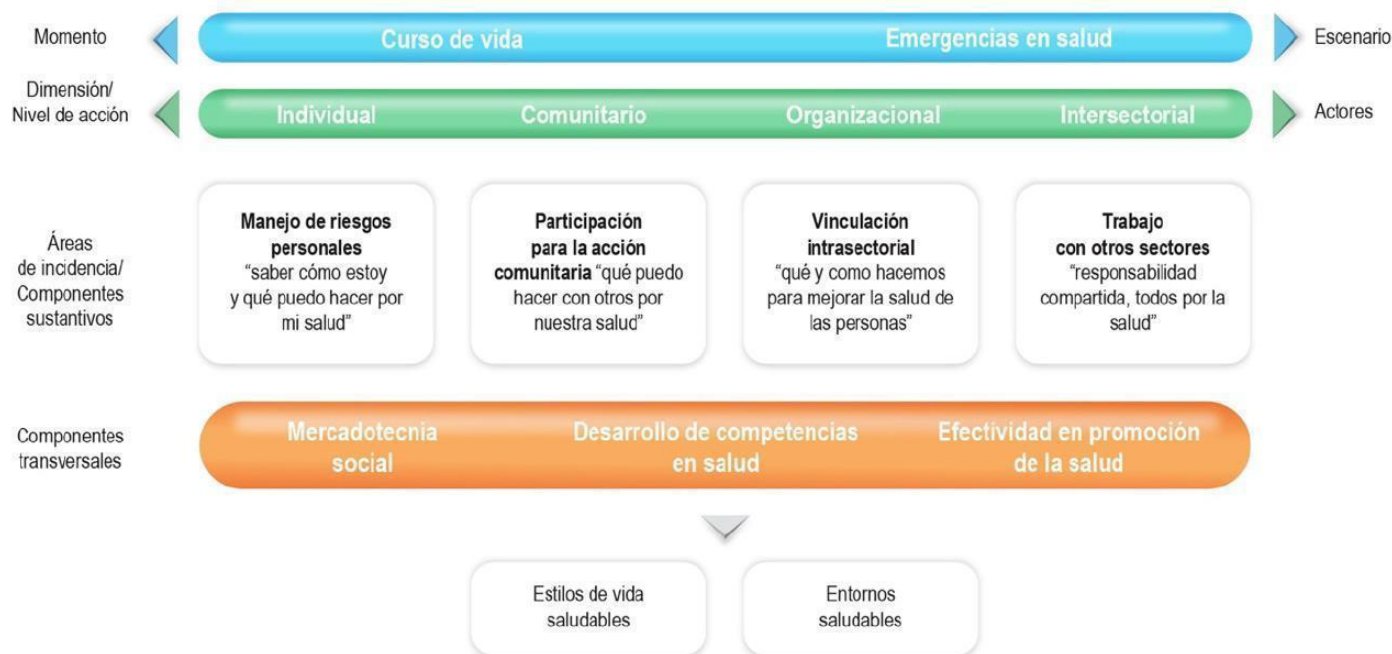 Momento
Curso de vida
Emergencias en salud
Escenario
Dimensión/
Nivel de acción
Individual
Comunitario
Organizacional
Intersectorial
Actores
Áreas
de incidencia/
Componentes
sustantivos
Manejo de riesgos
personales
“saber cómo estoy
y qué puedo hacer por
mi salud”
Participación
para la acción
comunitaria “qué puedo
hacer con otros por
nuestra salud”
Vinculación
intrasectorial
“qué y como hacemos
para mejorar la salud de
las personas”
Trabajo
con otros sectores
“responsabilidad
compartida, todos por la
salud”
Componentes
transversales
Mercadotecnia
social
Desarrollo de competencias
en salud
Efectividad en promoción
de la salud
Estilos de vida
saludables
Entornos
saludables